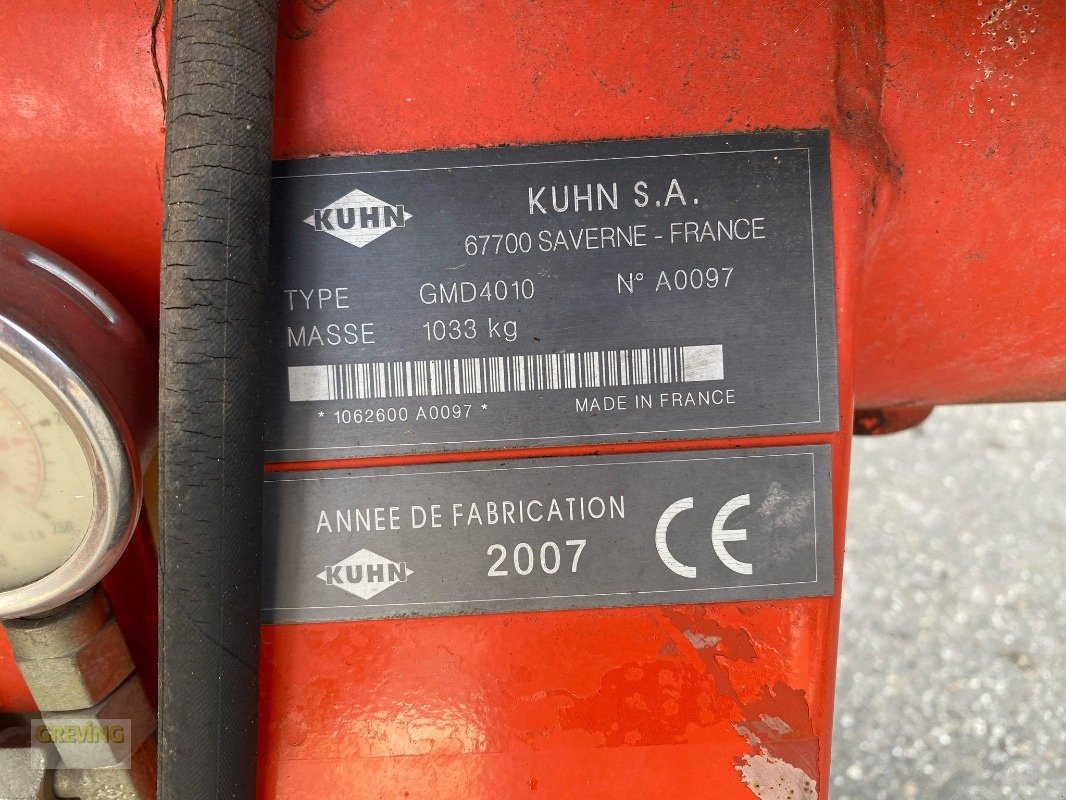 KUHN
KUHN S.A.
67700 SAVERNE - FRANCE
TYPE GMD4010 N° A0097
MASSE 1033 kg
* 1062600 A0097 *
MADE IN FRANCE
ANNEE DE FABRICATION
KUHN
2007
CE
GREVING